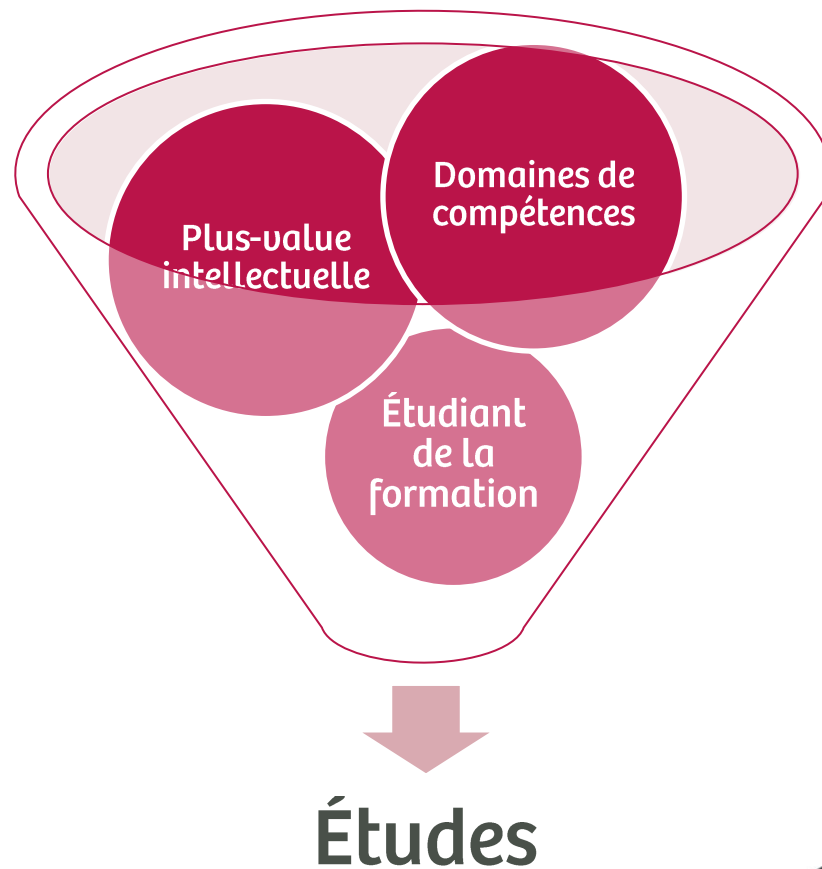 Domaines de
compétences
Plus-value
intellectuelle
Étudiant
de la
formation
Études